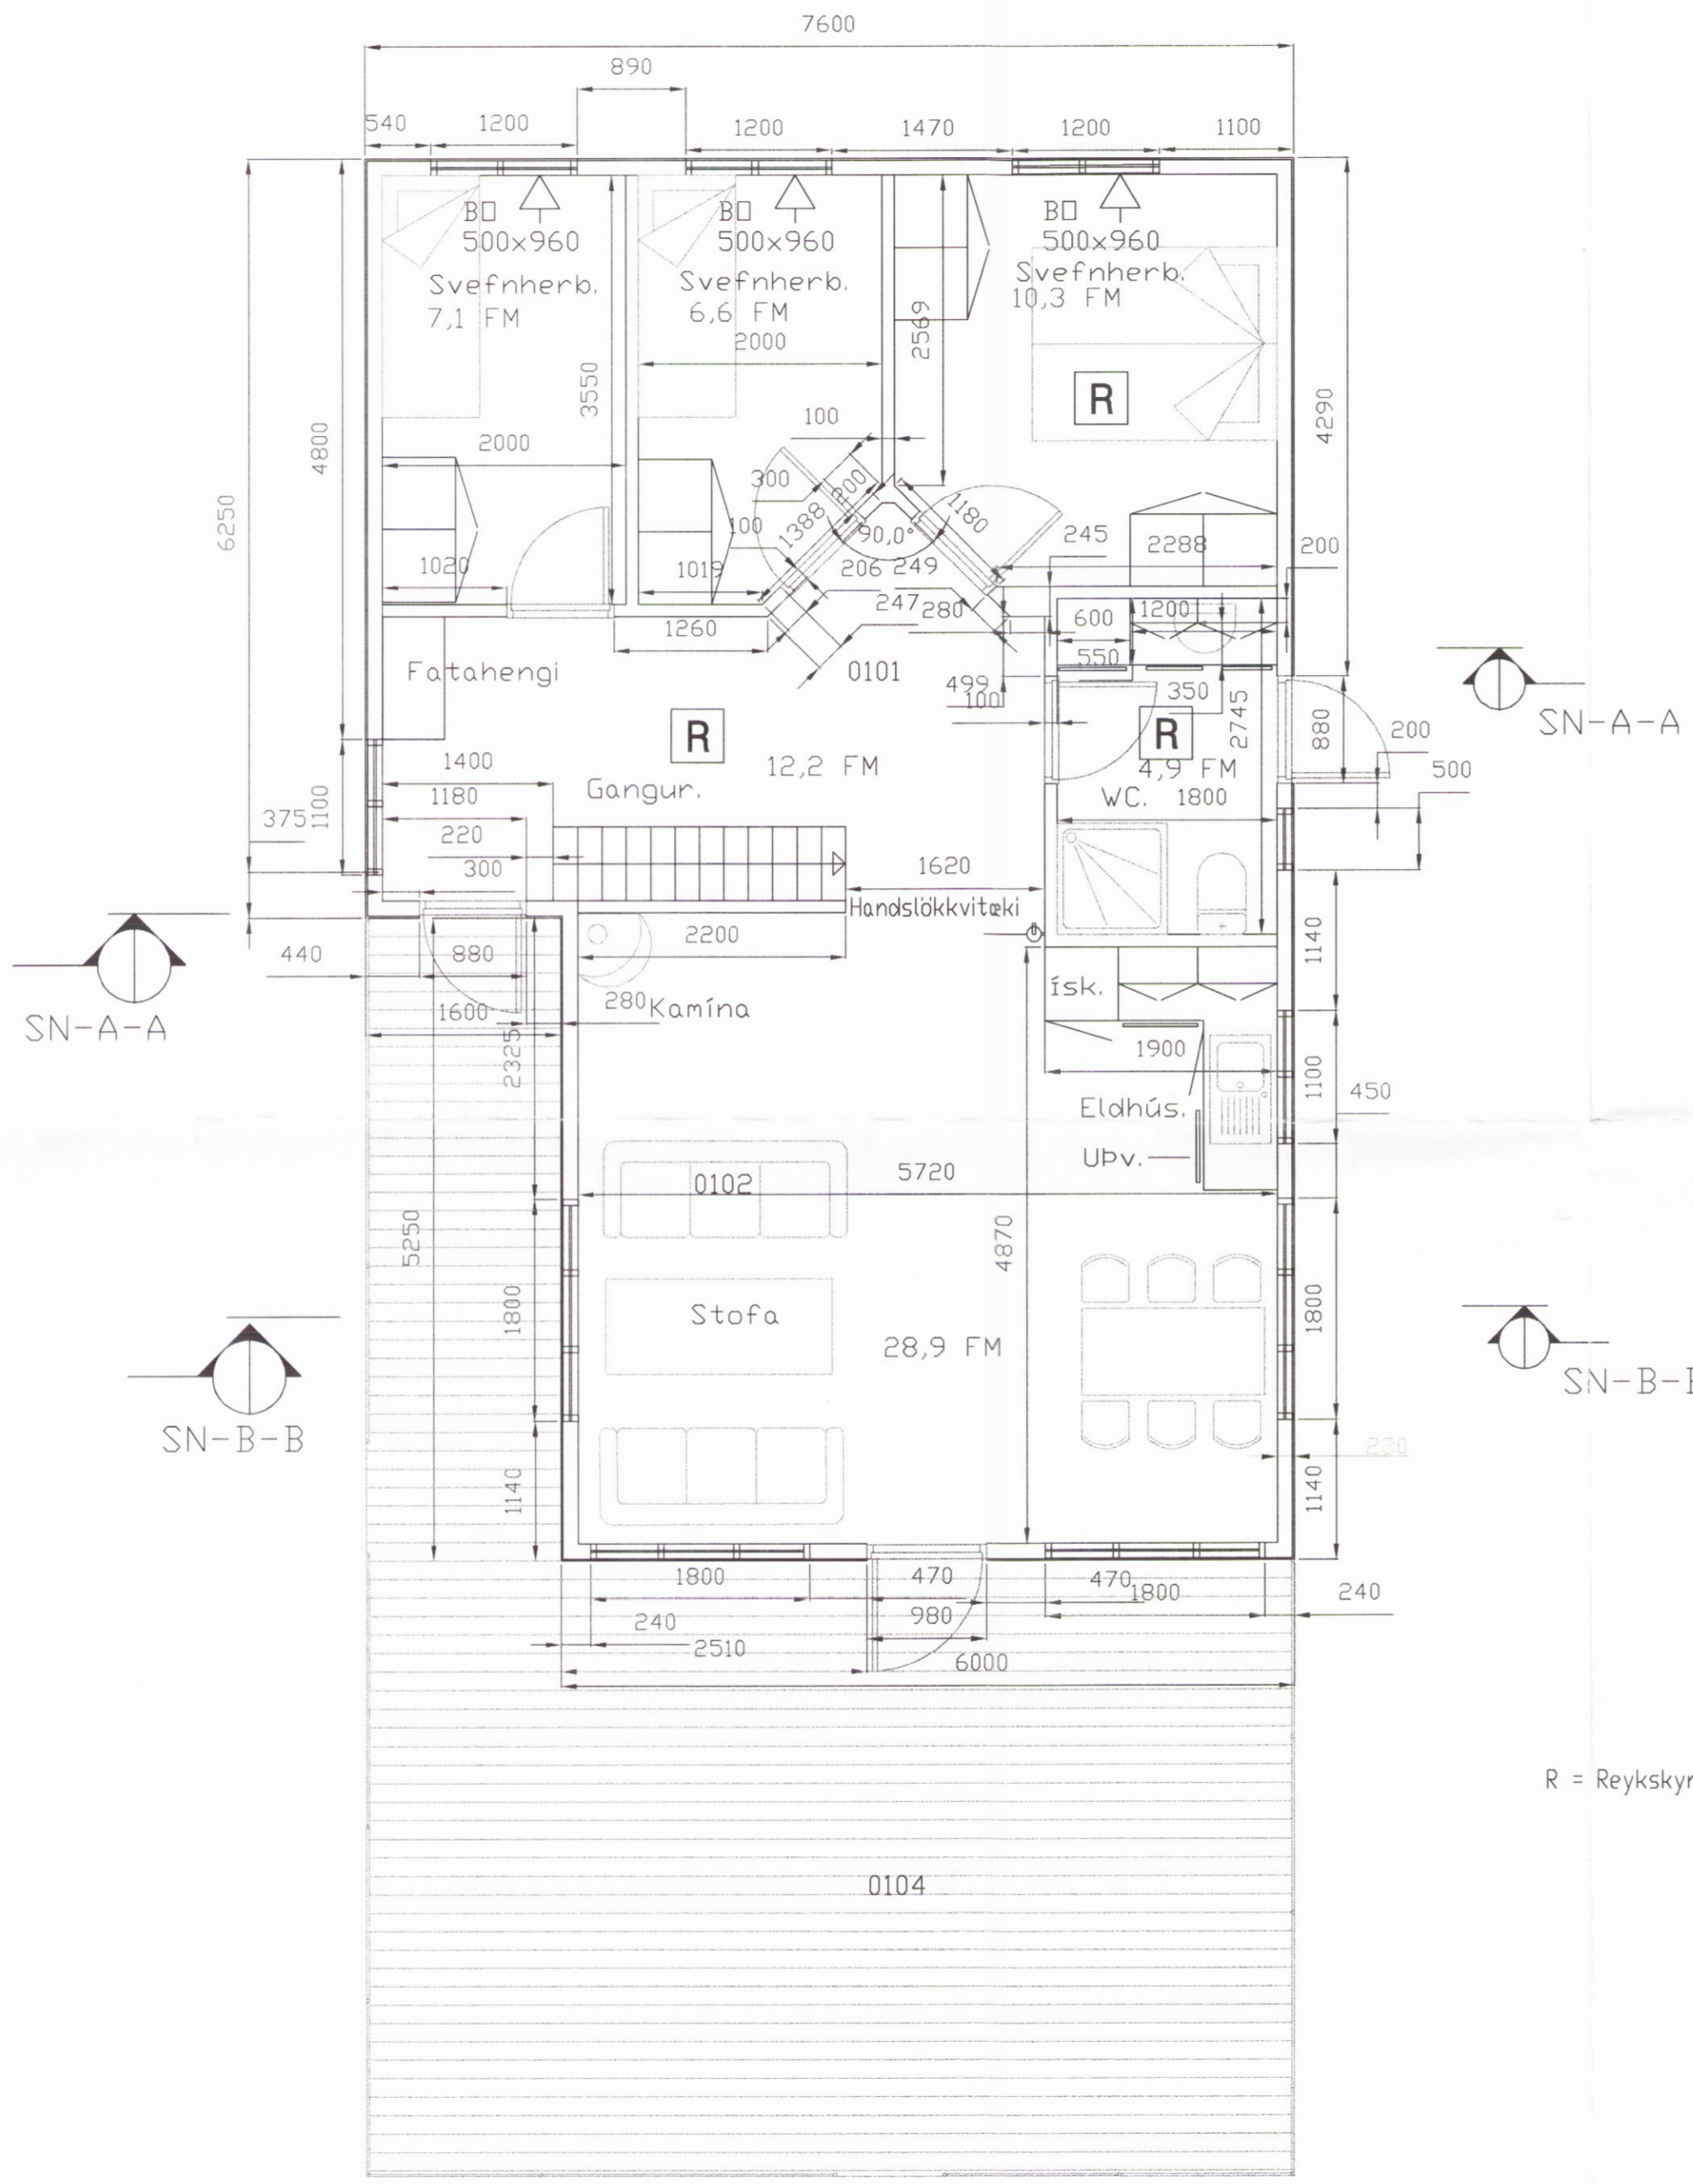 7600
890
540 1200 1200 1470 1200 1100
B▯ B▯ B▯
500x960 500x960 500x960
Svefnherb. Svefnherb. Svefnherb.
7,1 FM 6,6 FM 10,3 FM
2000 2569
3550 R
4800 4290
2000 100
6250 300 200 1180
1388
100 90,0° 245 2288 200
1020 1019 206 249
247 280 600 1200
1260 550
Fatahengi 0101 499 350
100 2745 880 SN-A-A
R R 200
1400 12,2 FM 4,9 FM 500
1180 Gangur. WC. 1800
375 1100
220
300 1620
Handslökkvitæki
2200 1140
440 880
SN-A-A 1600 280 Kamína ísk.
2325 1900 1100 450
Eldhús.
UÞv.
0102 5720
5250 4870
1800 Stofa 1800
28,9 FM
SN-B-B SN-B-
230
1140 1140
1800 470 470 1800 240
240 980
2510 6000
R = Reykskyr
0104